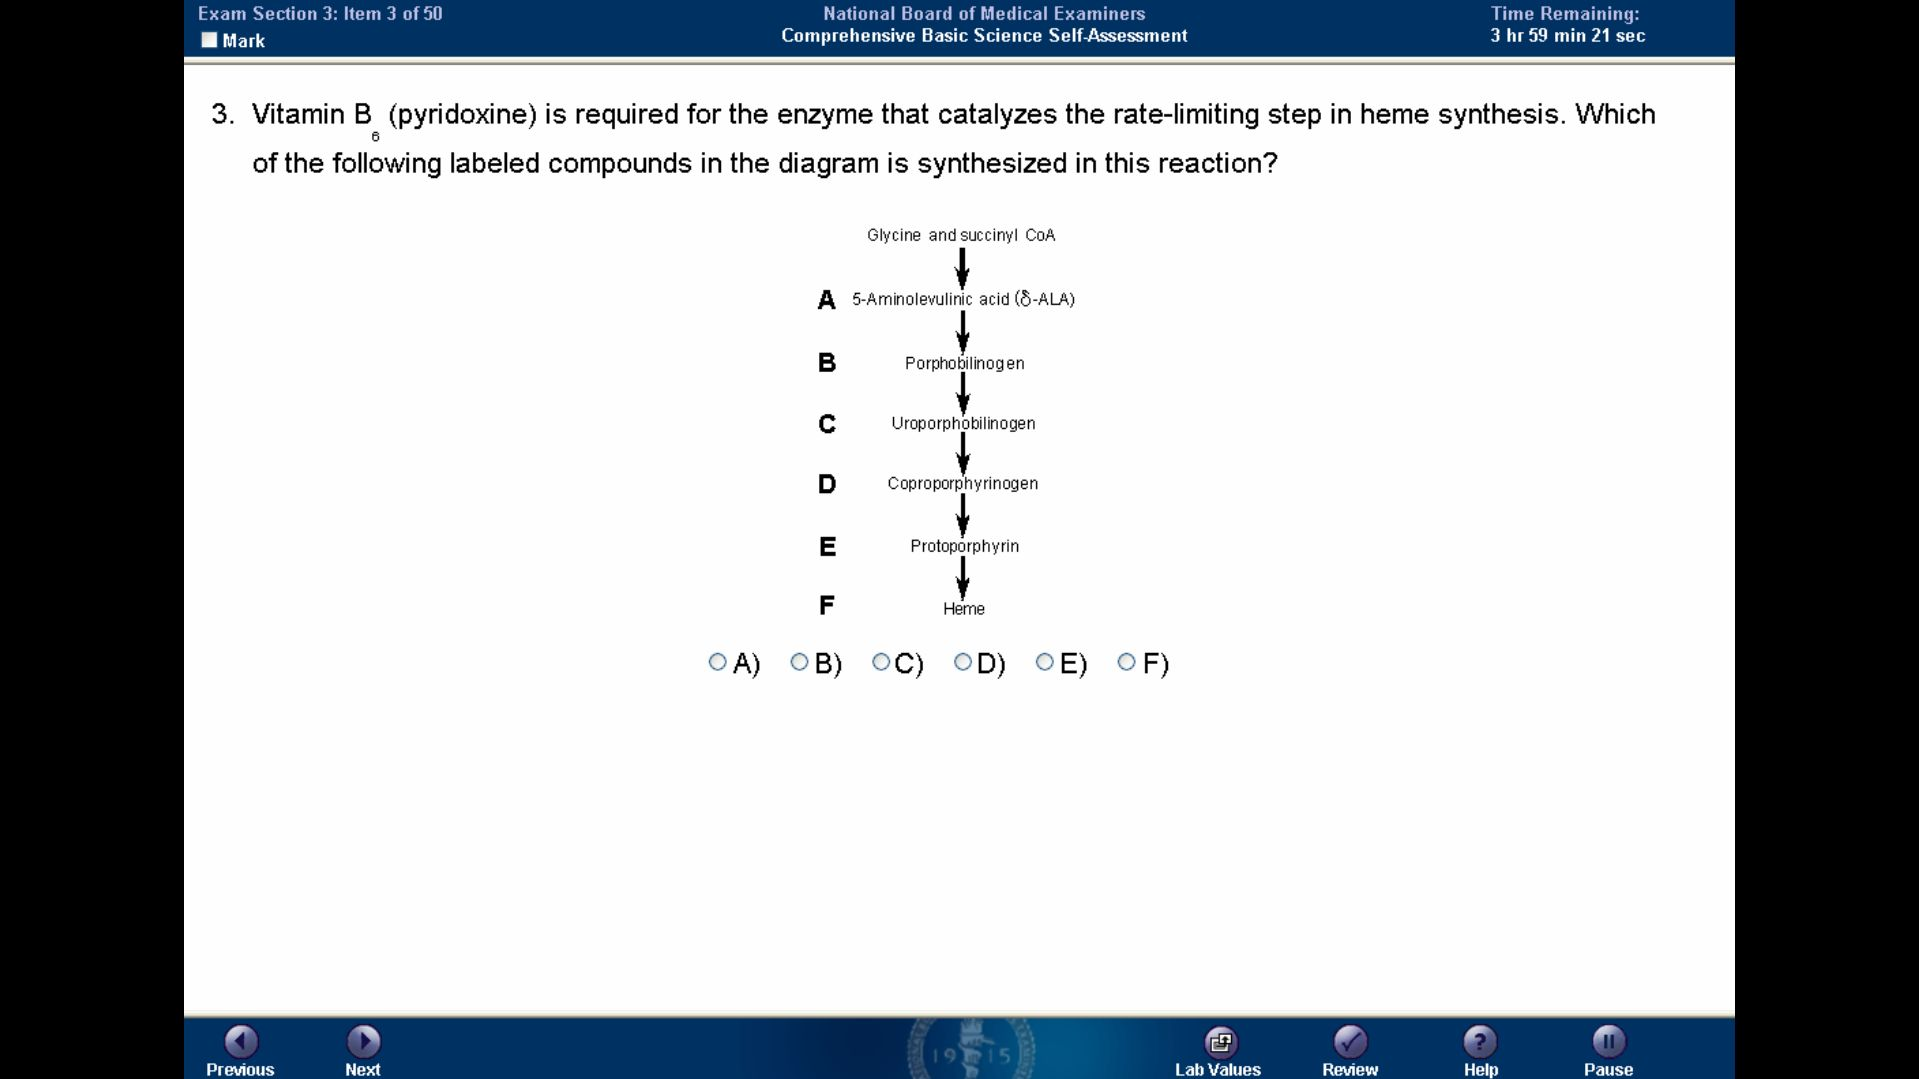 Exam Section 3: Item 3 of 50
National Board of Medical Examiners
Time Remaining:
Mark
Comprehensive Basic Science Self-Assessment
3 hr 59 min 21 sec
3. Vitamin B6 (pyridoxine) is required for the enzyme that catalyzes the rate-limiting step in heme synthesis. Which
of the following labeled compounds in the diagram is synthesized in this reaction?
Glycine and succinyl CoA
A 5-Aminolevulinic acid (δ-ALA)
B Porphobilinogen
C Uroporphobilinogen
D Coproporphyrinogen
E Protoporphyrin
F Heme
A) B) C) D) E) F)
19 15
Previous Next Lab Values Review Help Pause